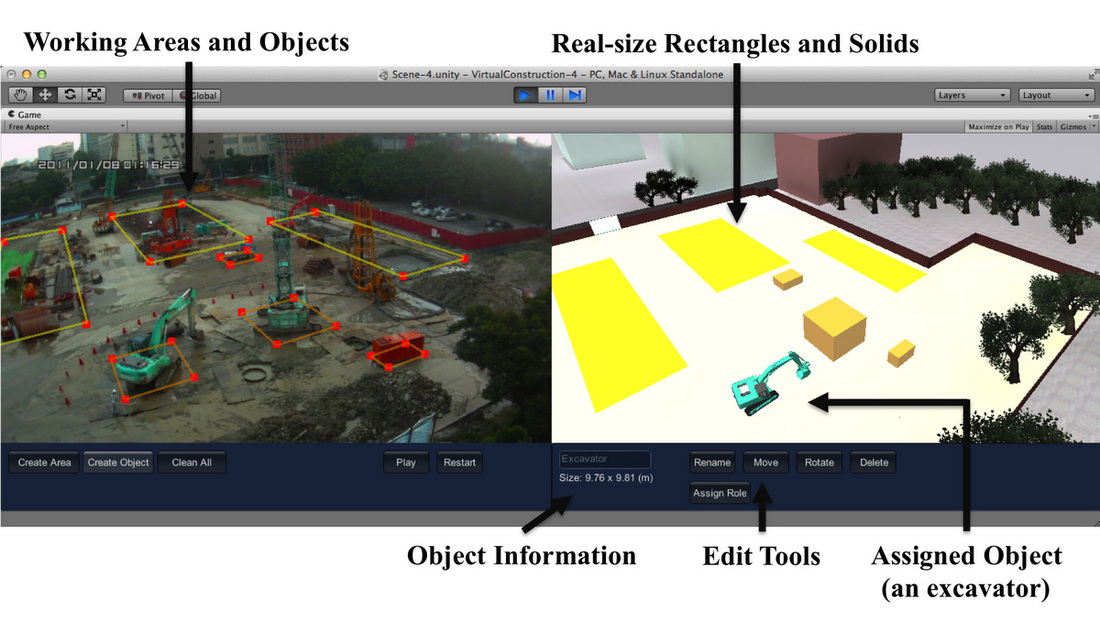 Working Areas and Objects
Real-size Rectangles and Solids
Scene-4.unity - VirtualConstruction-4 - PC, Mac & Linux Standalone
Pivot Global
Layers Layout
Game
Free Aspect Maximize on Play Stats Gizmos
2011/01/08 01:16:29
Create Area Create Object Clean All Play Restart
Excavator Rename Move Rotate Delete
Size: 9.76 x 9.81 (m)
Assign Role
Object Information Edit Tools Assigned Object
(an excavator)